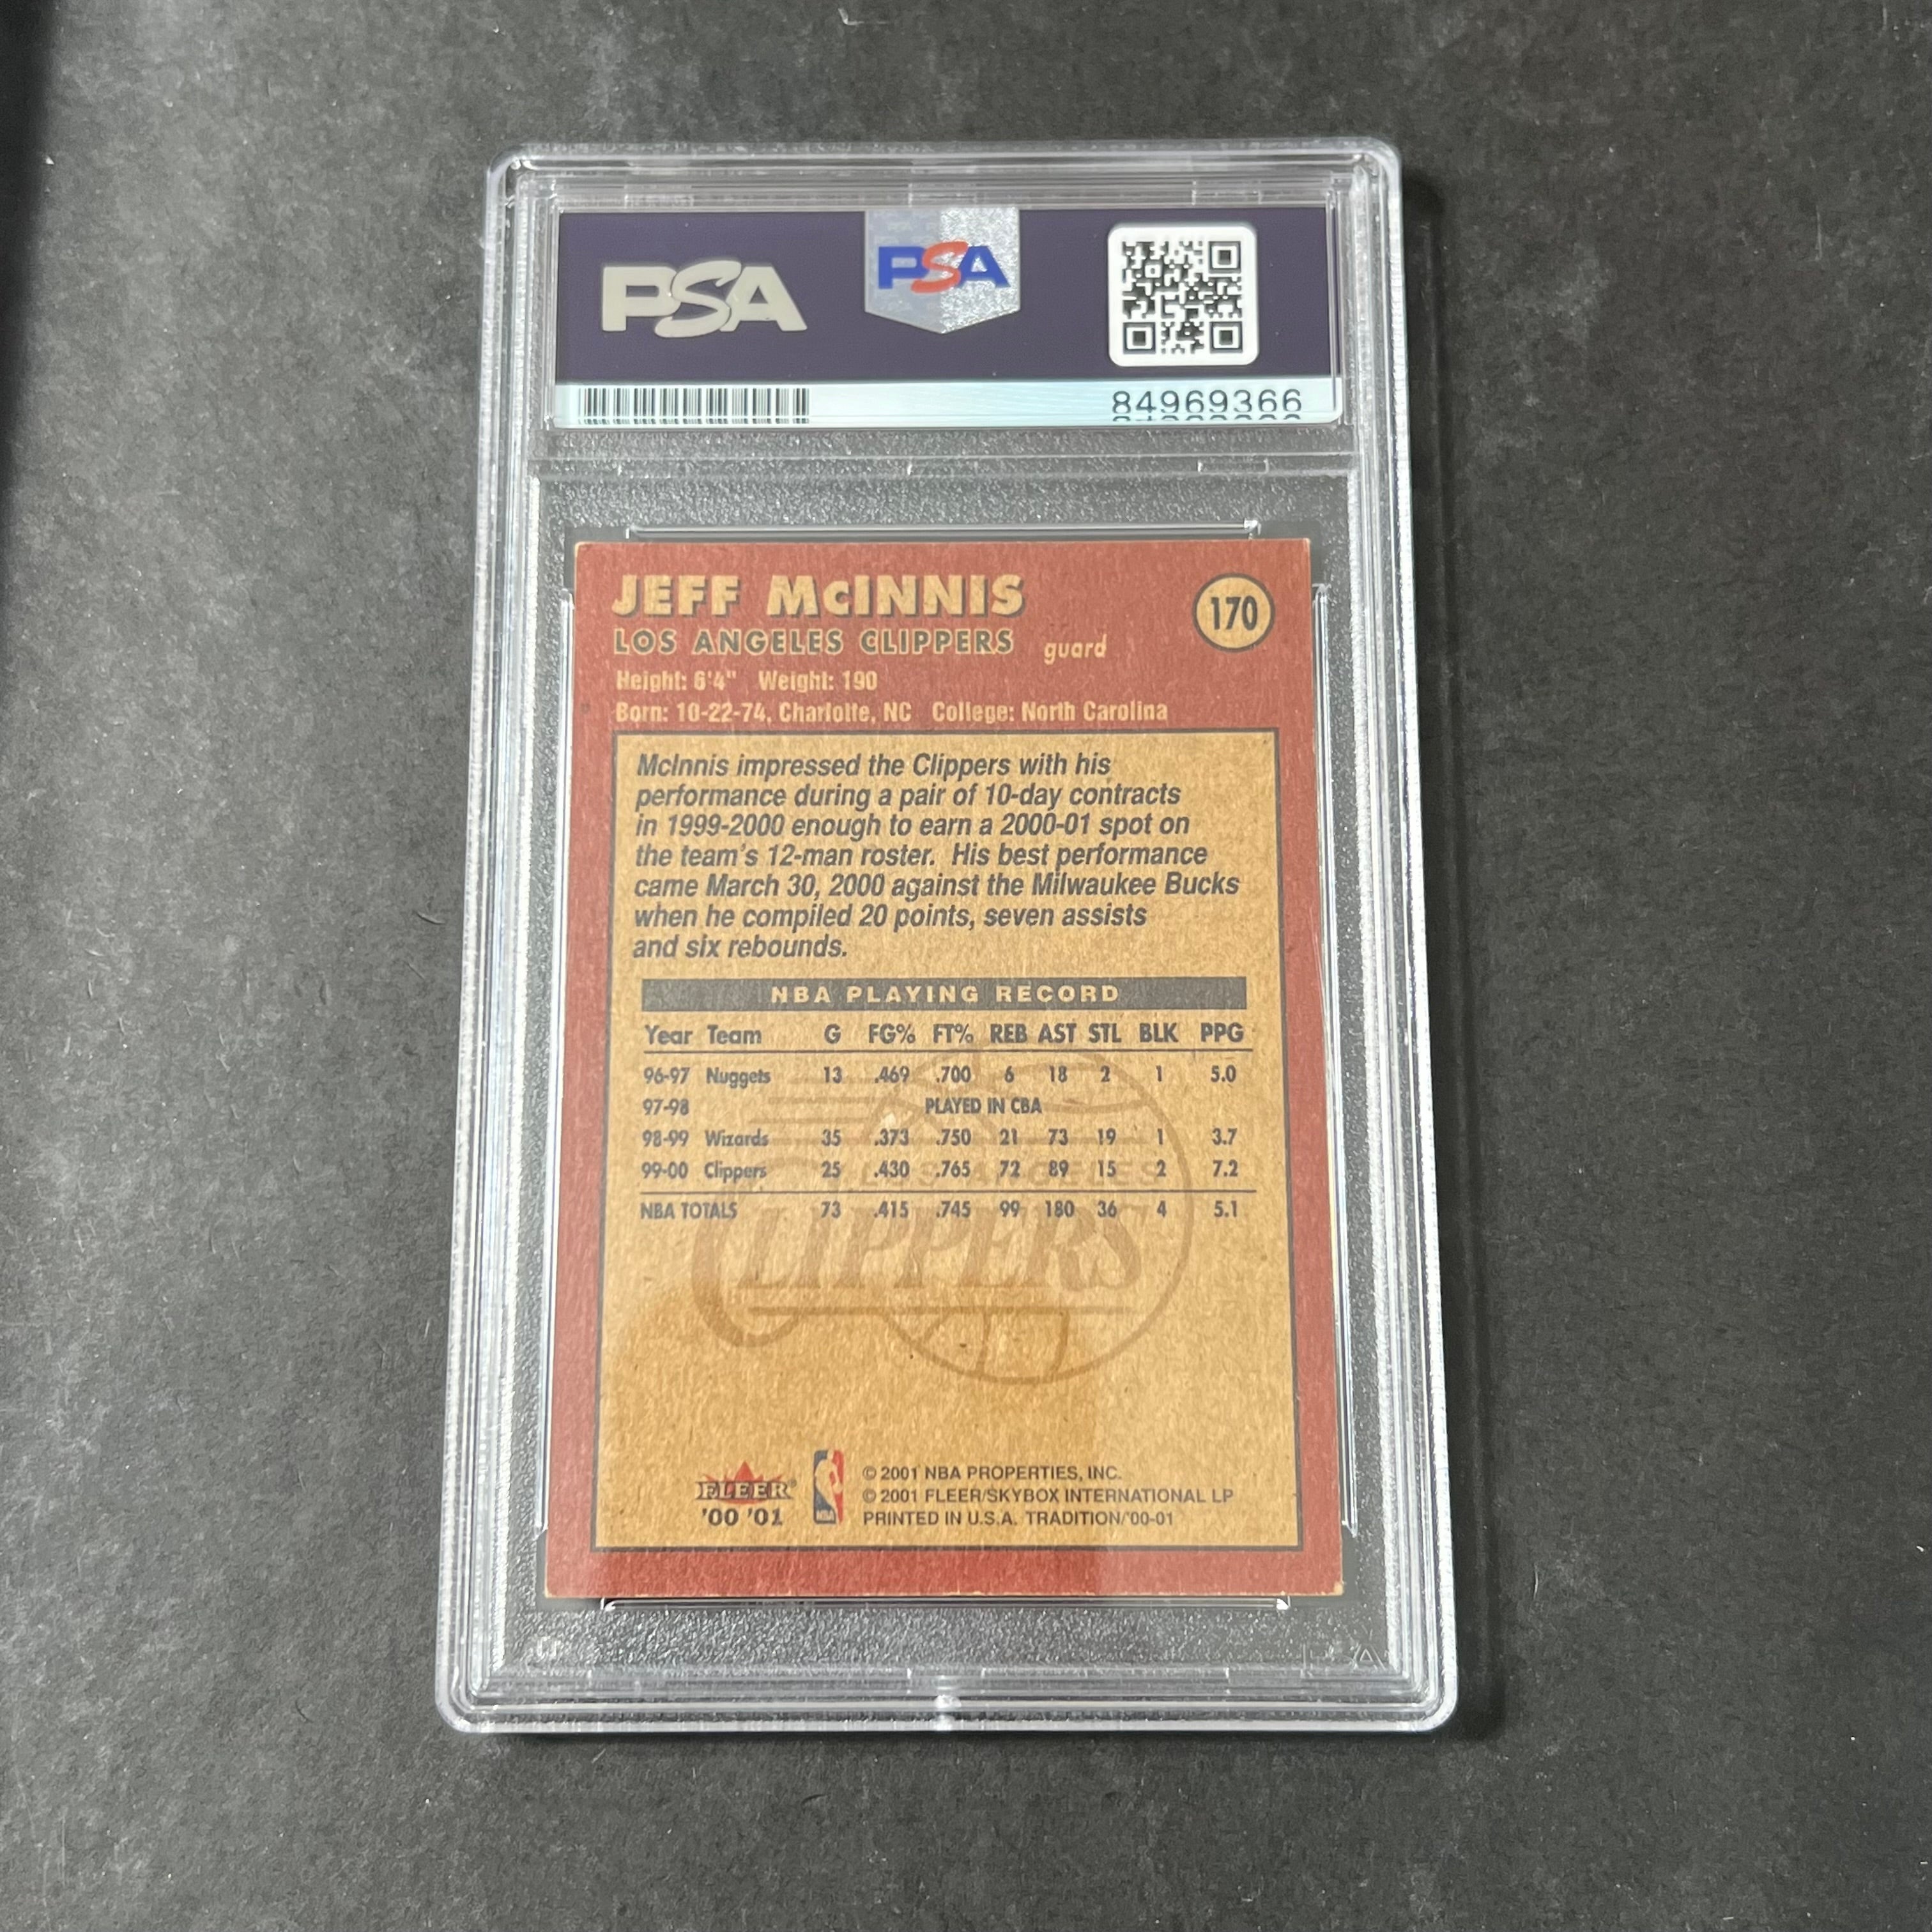 PSA
PSA
84969366
JEFF McINNIS
170
LOS ANGELES CLIPPERS guard
Height: 6'4" Weight: 190
Born: 10-22-74, Charlotte, NC College: North Carolina
McInnis impressed the Clippers with his
performance during a pair of 10-day contracts
in 1999-2000 enough to earn a 2000-01 spot on
the team's 12-man roster. His best performance
came March 30, 2000 against the Milwaukee Bucks
when he compiled 20 points, seven assists
and six rebounds.
NBA PLAYING RECORD
Year Team G FG% FT% REB AST STL BLK PPG
96-97 Nuggets 13 .469 .700 6 18 2 1 5.0
97-98 PLAYED IN CBA
98-99 Wizards 35 .373 .750 21 73 19 1 3.7
99-00 Clippers 25 .430 .765 72 89 15 2 7.2
LOS ANGELES
NBA TOTALS 73 .415 .745 99 180 36 4 5.1
CLIPPERS
FLEER®
'00 '01
NBA
© 2001 NBA PROPERTIES, INC.
© 2001 FLEER/SKYBOX INTERNATIONAL LP
PRINTED IN U.S.A. TRADITION/'00-01